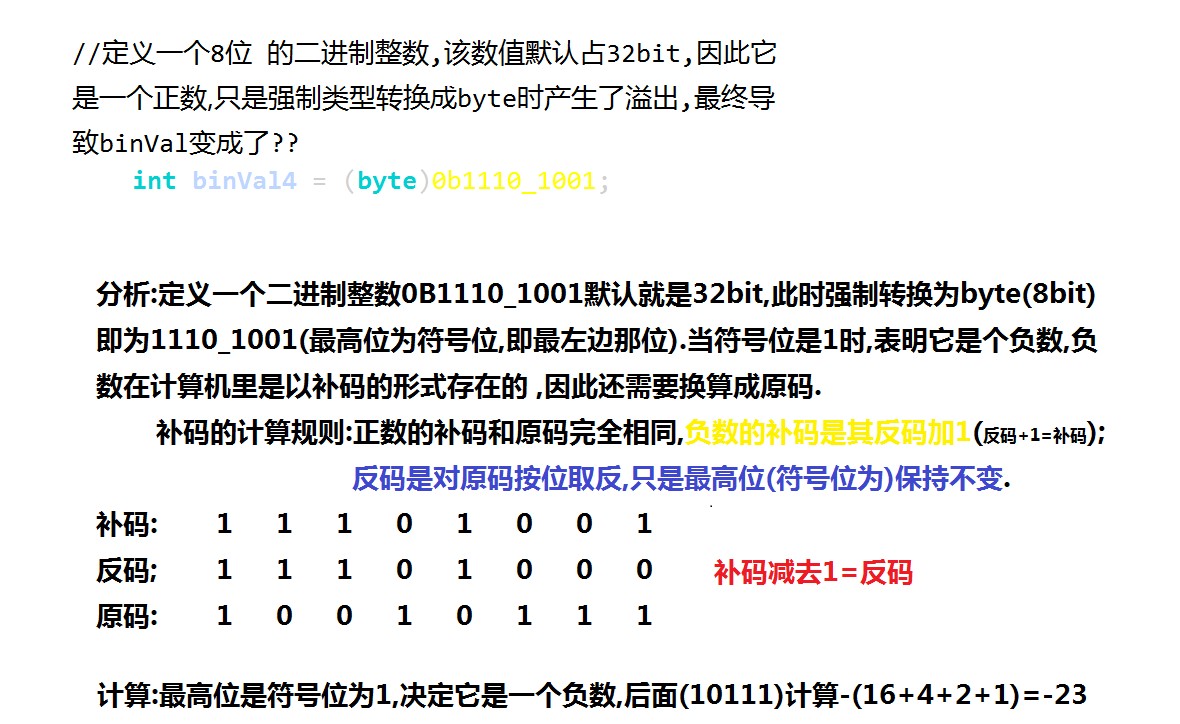 //定义一个8位 的二进制整数,该数值默认占32bit,因此它
是一个正数,只是强制类型转换成byte时产生了溢出,最终导
致binVal变成了??
int binVal4 = (byte)0b1110_1001;
分析:定义一个二进制整数0B1110_1001默认就是32bit,此时强制转换为byte(8bit)
即为1110_1001(最高位为符号位,即最左边那位).当符号位是1时,表明它是个负数,负
数在计算机里是以补码的形式存在的 ,因此还需要换算成原码.
补码的计算规则:正数的补码和原码完全相同,负数的补码是其反码加1(反码+1=补码);
反码是对原码按位取反,只是最高位(符号位为)保持不变.
补码: 1 1 1 0 1 0 0 1
反码; 1 1 1 0 1 0 0 0 补码减去1=反码
原码: 1 0 0 1 0 1 1 1
计算:最高位是符号位为1,决定它是一个负数,后面(10111)计算-(16+4+2+1)=-23